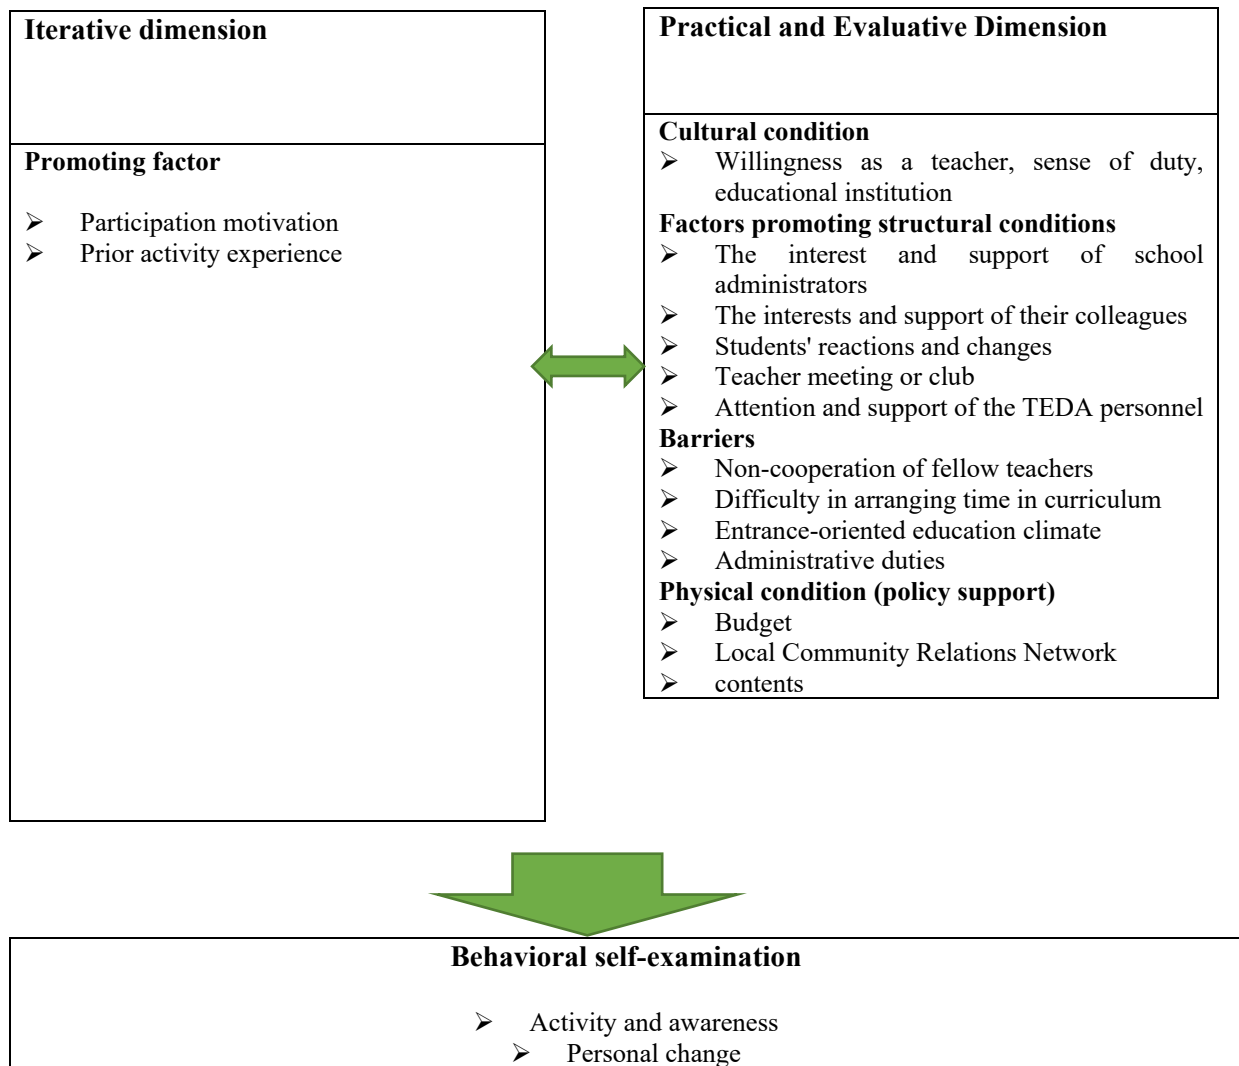 Iterative dimension
Promoting factor
➢ Participation motivation
➢ Prior activity experience
Practical and Evaluative Dimension
Cultural condition
➢ Willingness as a teacher, sense of duty,
educational institution
Factors promoting structural conditions
➢ The interest and support of school
administrators
➢ The interests and support of their colleagues
➢ Students' reactions and changes
➢ Teacher meeting or club
➢ Attention and support of the TEDA personnel
Barriers
➢ Non-cooperation of fellow teachers
➢ Difficulty in arranging time in curriculum
➢ Entrance-oriented education climate
➢ Administrative duties
Physical condition (policy support)
➢ Budget
➢ Local Community Relations Network
➢ contents
Behavioral self-examination
➢ Activity and awareness
➢ Personal change